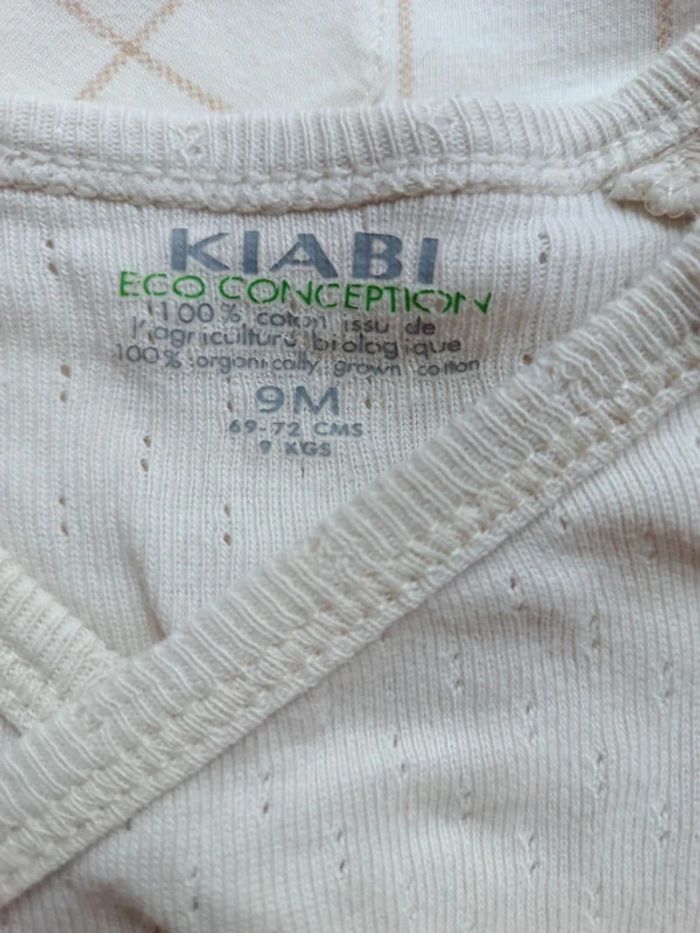 KIABI
ECO CONCEPTION
100% coton issu de
l'agriculture biologique
100% organically grown cotton
9M
69-72 CMS
9 KGS